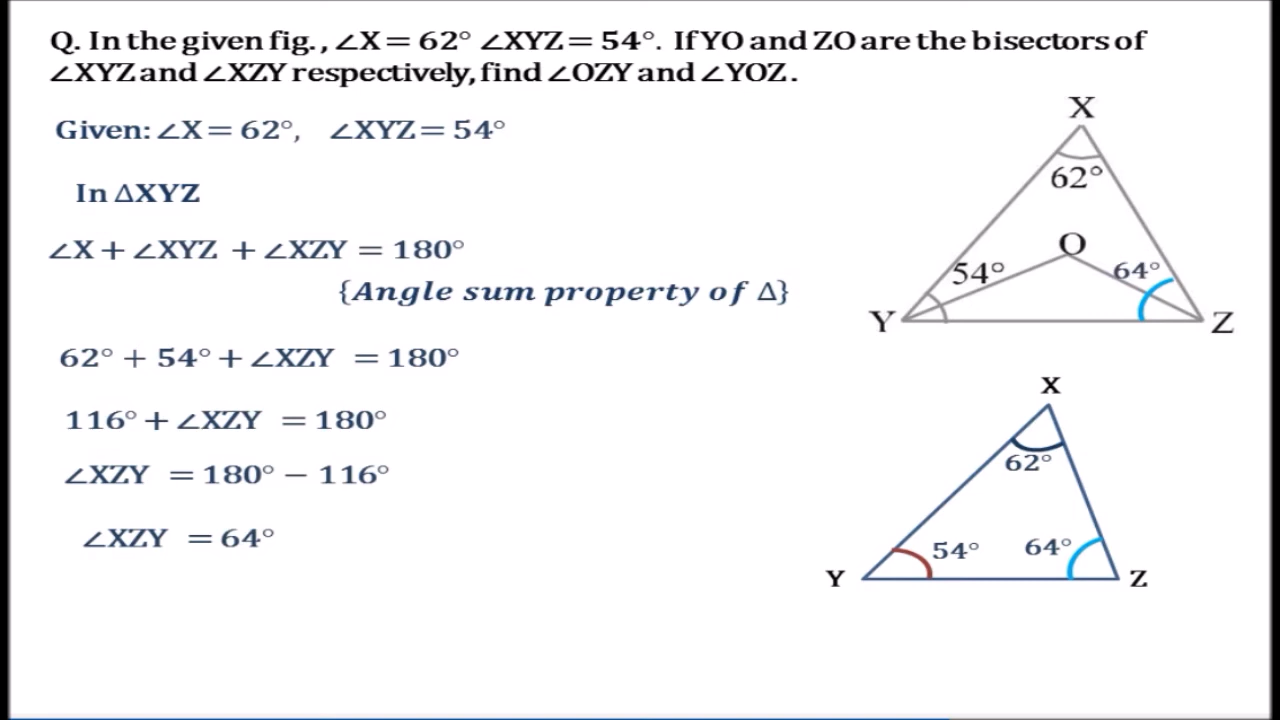 Q. In the given fig., ∠X = 62° ∠XYZ = 54°. If YO and ZO are the bisectors of
∠XYZ and ∠XZY respectively, find ∠OZY and ∠YOZ.
Given: ∠X = 62°, ∠XYZ = 54°
In ΔXYZ
∠X + ∠XYZ + ∠XZY = 180°
{Angle sum property of Δ}
62° + 54° + ∠XZY = 180°
116° + ∠XZY = 180°
∠XZY = 180° − 116°
∠XZY = 64°
X
62°
O
54°
64°
Y
Z
X
62°
54°
64°
Y
Z